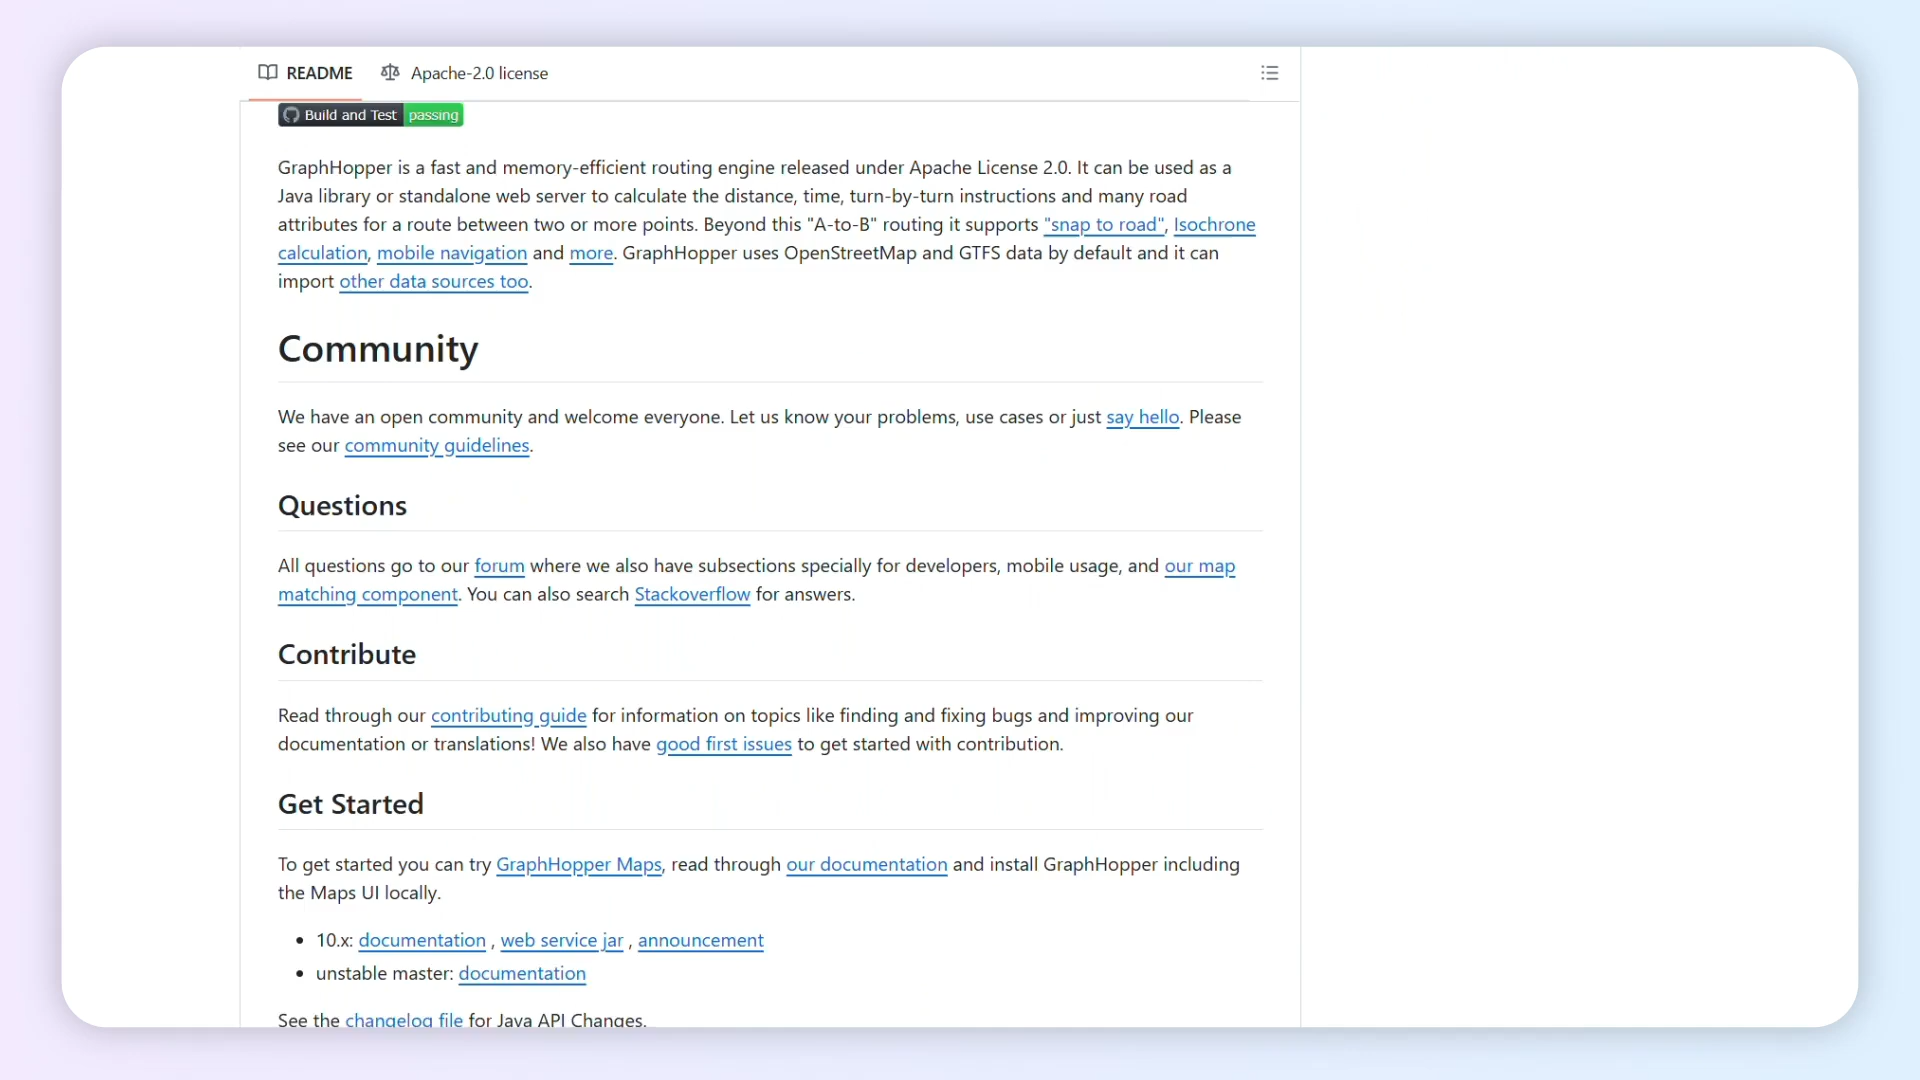 README Apache-2.0 license
Build and Test passing
GraphHopper is a fast and memory-efficient routing engine released under Apache License 2.0. It can be used as a
Java library or standalone web server to calculate the distance, time, turn-by-turn instructions and many road
attributes for a route between two or more points. Beyond this "A-to-B" routing it supports "snap to road", Isochrone
calculation, mobile navigation and more. GraphHopper uses OpenStreetMap and GTFS data by default and it can
import other data sources too.
Community
We have an open community and welcome everyone. Let us know your problems, use cases or just say hello. Please
see our community guidelines.
Questions
All questions go to our forum where we also have subsections specially for developers, mobile usage, and our map
matching component. You can also search Stackoverflow for answers.
Contribute
Read through our contributing guide for information on topics like finding and fixing bugs and improving our
documentation or translations! We also have good first issues to get started with contribution.
Get Started
To get started you can try GraphHopper Maps, read through our documentation and install GraphHopper including
the Maps UI locally.
• 10.x: documentation , web service jar , announcement
• unstable master: documentation
See the changelog file for Java API Changes.